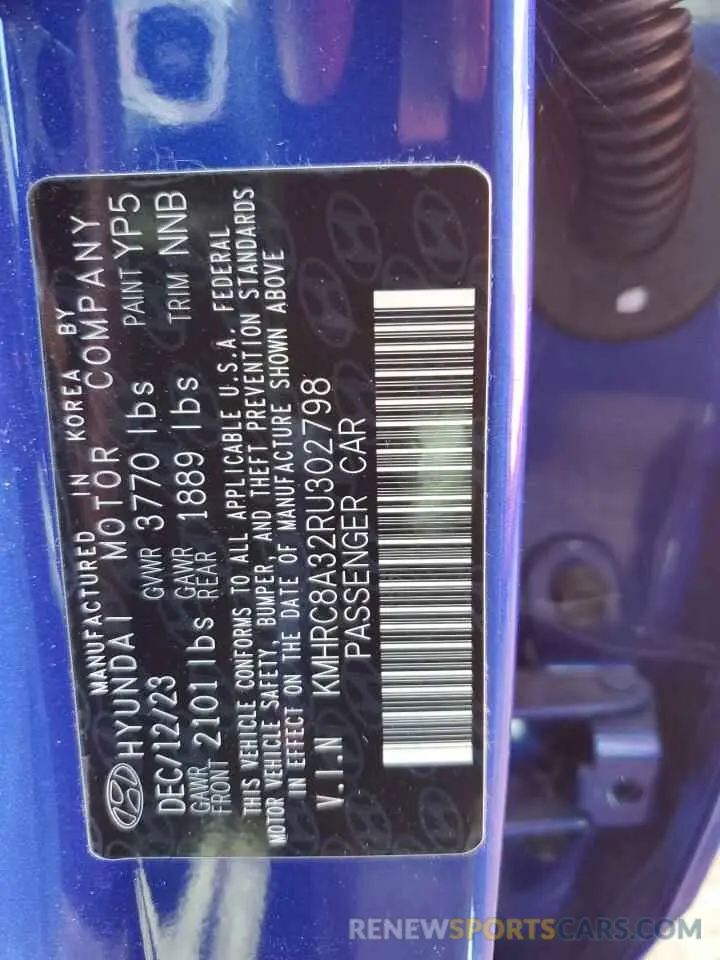 MANUFACTURED IN KOREA BY
HYUNDAI MOTOR COMPANY
DEC/12/23 GVWR 3770 lbs PAINT YP5
GAWR FRONT 2101 lbs GAWR REAR 1889 lbs TRIM NNB
THIS VEHICLE CONFORMS TO ALL APPLICABLE U.S.A. FEDERAL
MOTOR VEHICLE SAFETY, BUMPER, AND THEFT PREVENTION STANDARDS
IN EFFECT ON THE DATE OF MANUFACTURE SHOWN ABOVE
V.I.N KMHRC8A32RU302798
PASSENGER CAR
RENEWSPORTSCARS.COM